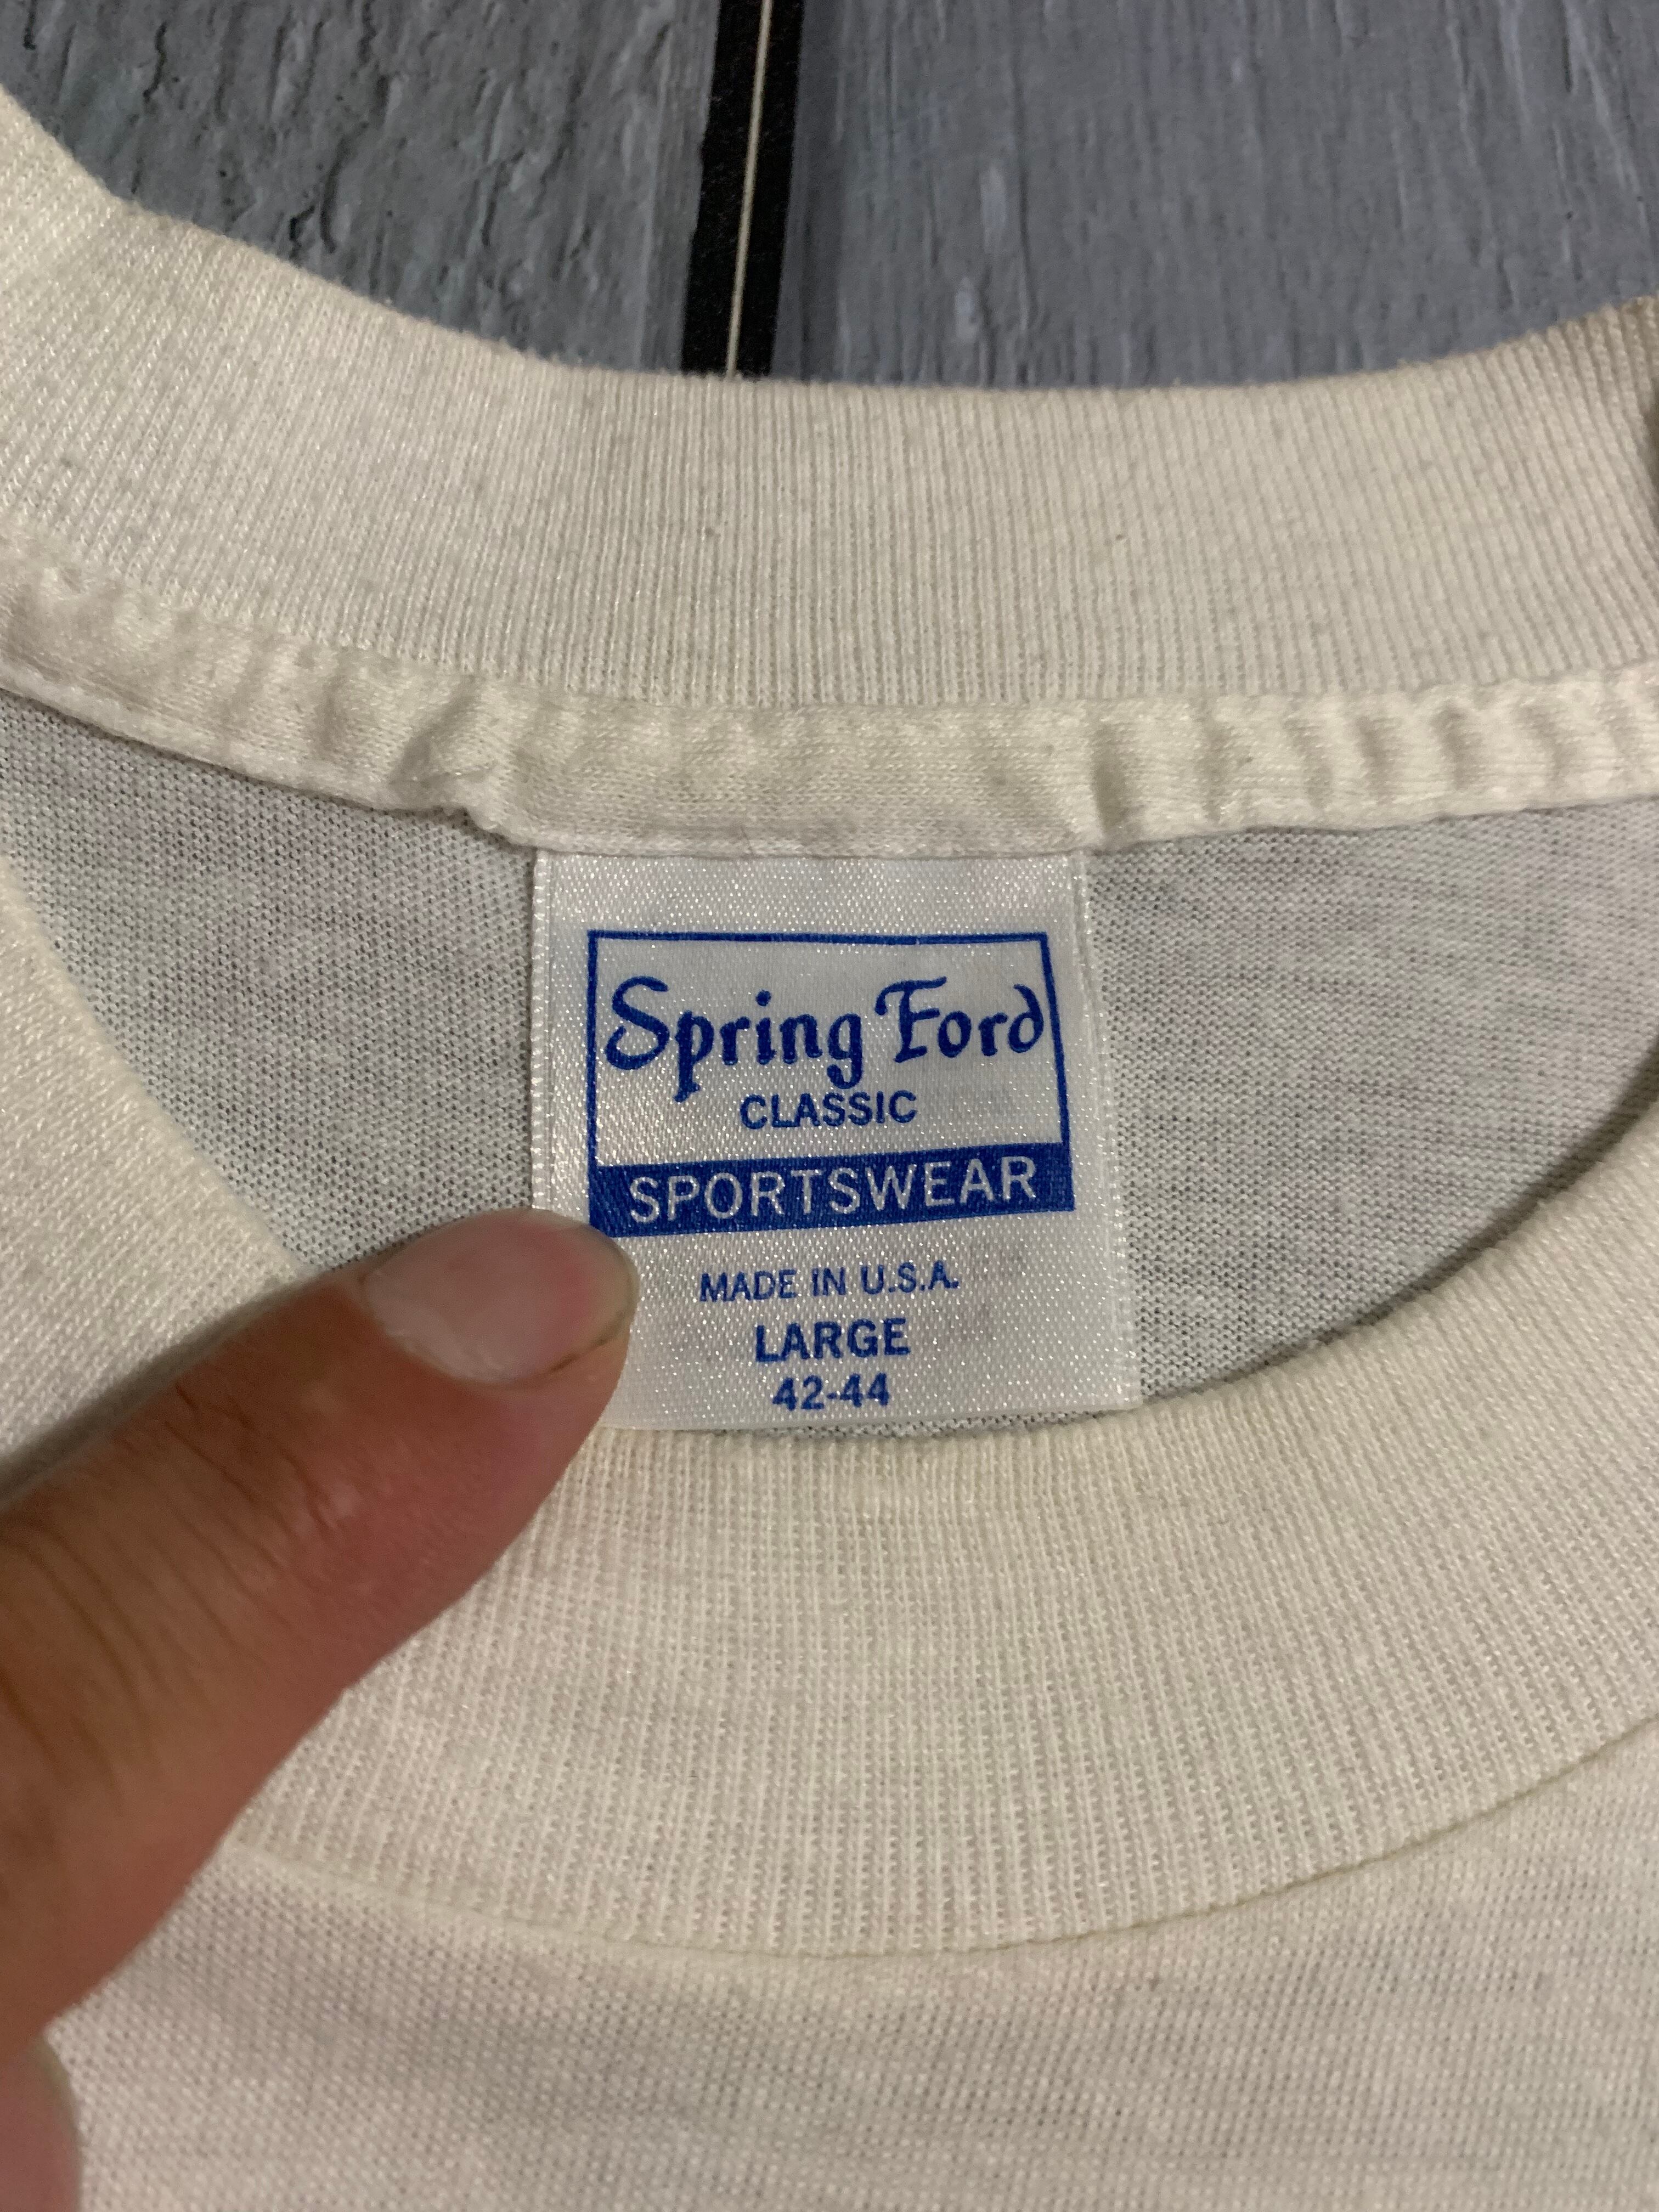 Spring Ford
CLASSIC
SPORTSWEAR
MADE IN U.S.A.
LARGE
42-44